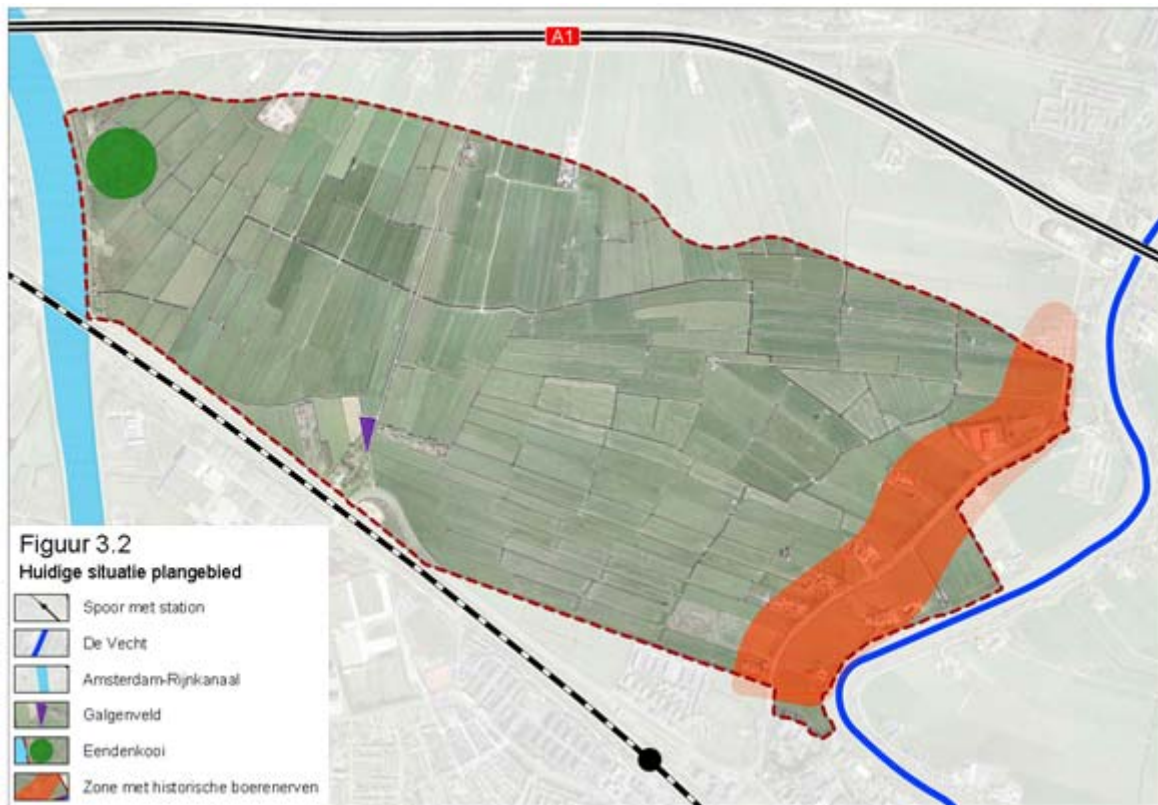 A1
Figuur 3.2
Huidige situatie plangebied
Spoor met station
De Vecht
Amsterdam-Rijnkanaal
Galgenveld
Eendenkooi
Zone met historische boerenerven